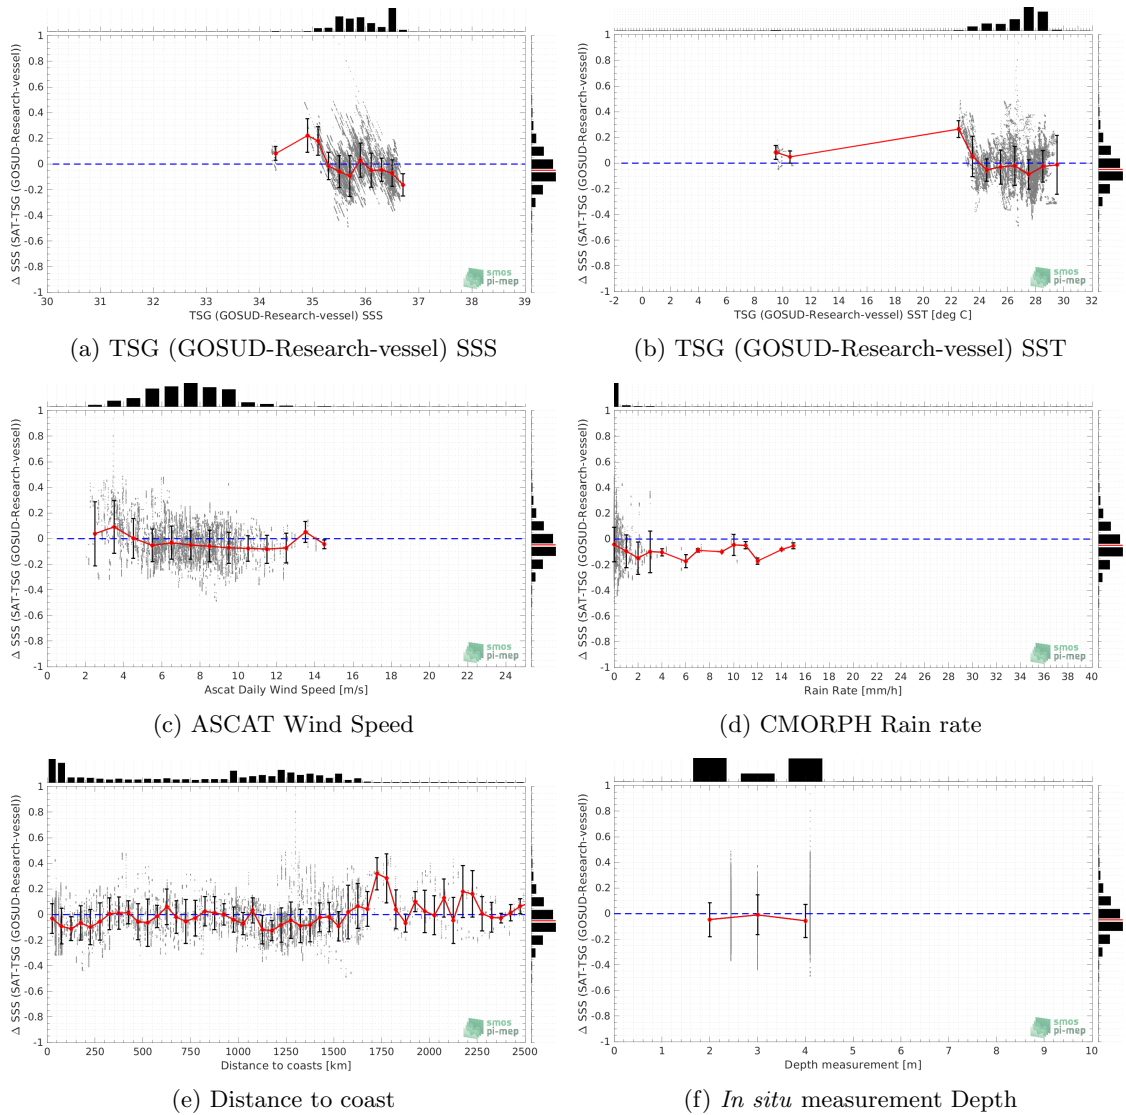 Δ SSS (SAT-TSG (GOSUD-Research-vessel))
1
0.8
0.6
0.4
0.2
0
-0.2
-0.4
-0.6
-0.8
-1
smos
pi-mep
30 31 32 33 34 35 36 37 38 39
TSG (GOSUD-Research-vessel) SSS
(a) TSG (GOSUD-Research-vessel) SSS
Δ SSS (SAT-TSG (GOSUD-Research-vessel))
1
0.8
0.6
0.4
0.2
0
-0.2
-0.4
-0.6
-0.8
-1
smos
pi-mep
-2 0 2 4 6 8 10 12 14 16 18 20 22 24 26 28 30 32
TSG (GOSUD-Research-vessel) SST [deg C]
(b) TSG (GOSUD-Research-vessel) SST
Δ SSS (SAT-TSG (GOSUD-Research-vessel))
1
0.8
0.6
0.4
0.2
0
-0.2
-0.4
-0.6
-0.8
-1
smos
pi-mep
0 2 4 6 8 10 12 14 16 18 20 22 24
Ascat Daily Wind Speed [m/s]
(c) ASCAT Wind Speed
Δ SSS (SAT-TSG (GOSUD-Research-vessel))
1
0.8
0.6
0.4
0.2
0
-0.2
-0.4
-0.6
-0.8
-1
smos
pi-mep
0 2 4 6 8 10 12 14 16 18 20 22 24 26 28 30 32 34 36 38 40
Rain Rate [mm/h]
(d) CMORPH Rain rate
Δ SSS (SAT-TSG (GOSUD-Research-vessel))
1
0.8
0.6
0.4
0.2
0
-0.2
-0.4
-0.6
-0.8
-1
smos
pi-mep
0 250 500 750 1000 1250 1500 1750 2000 2250 2500
Distance to coasts [km]
(e) Distance to coast
Δ SSS (SAT-TSG (GOSUD-Research-vessel))
1
0.8
0.6
0.4
0.2
0
-0.2
-0.4
-0.6
-0.8
-1
smos
pi-mep
0 1 2 3 4 5 6 7 8 9 10
Depth measurement [m]
(f) In situ measurement Depth